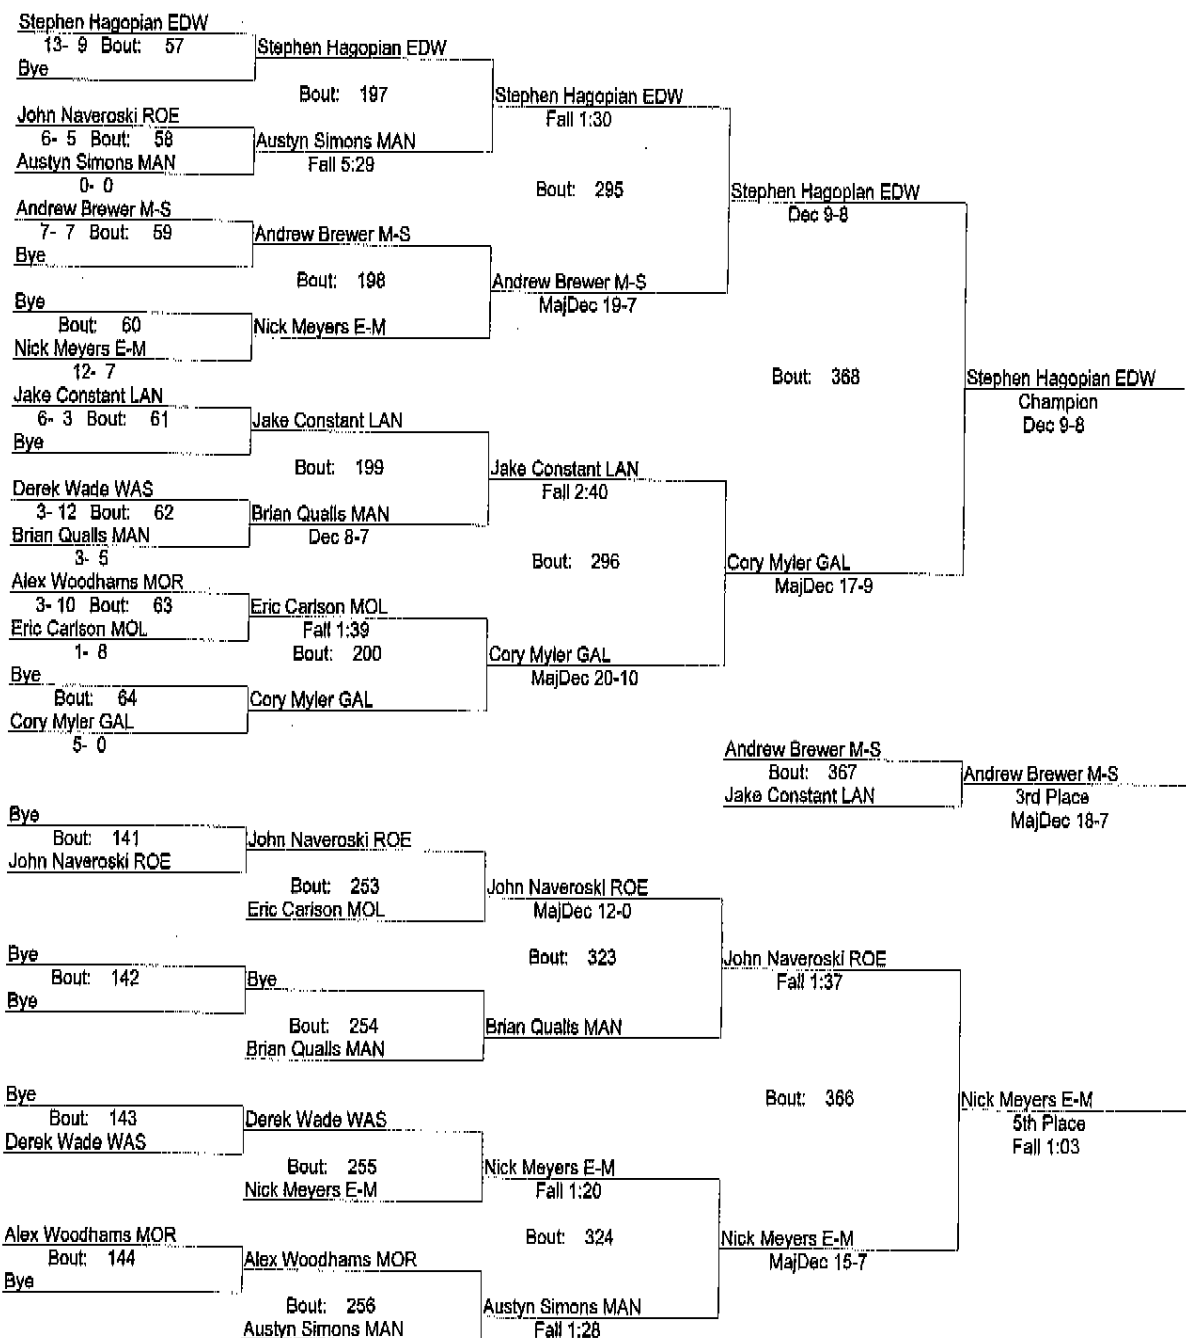 Stephen Hagopian EDW
13- 9 Bout: 57
Bye
Stephen Hagopian EDW
Bout: 197
John Naveroski ROE
6- 5 Bout: 58
Austyn Simons MAN
0- 0
Austyn Simons MAN
Fall 5:29
Stephen Hagopian EDW
Fall 1:30
Bout: 295
Andrew Brewer M-S
7- 7 Bout: 59
Bye
Andrew Brewer M-S
Bout: 198
Bye
Bout: 60
Nick Meyers E-M
12- 7
Nick Meyers E-M
Andrew Brewer M-S
MajDec 19-7
Stephen Hagopian EDW
Dec 9-8
Bout: 368
Stephen Hagopian EDW
Champion
Dec 9-8
Jake Constant LAN
6- 3 Bout: 61
Bye
Jake Constant LAN
Bout: 199
Derek Wade WAS
3- 12 Bout: 62
Brian Qualls MAN
3- 5
Brian Qualls MAN
Dec 8-7
Jake Constant LAN
Fall 2:40
Bout: 296
Alex Woodhams MOR
3- 10 Bout: 63
Eric Carlson MOL
1- 8
Eric Carlson MOL
Fall 1:39
Bout: 200
Bye
Bout: 64
Cory Myler GAL
5- 0
Cory Myler GAL
Cory Myler GAL
MajDec 20-10
Cory Myler GAL
MajDec 17-9
Andrew Brewer M-S
Bout: 367
Jake Constant LAN
Andrew Brewer M-S
3rd Place
MajDec 18-7
Bye
Bout: 141
John Naveroski ROE
John Naveroski ROE
Bout: 253
Eric Carlson MOL
John Naveroski ROE
MajDec 12-0
Bout: 323
Bye
Bout: 142
Bye
Bye
Bout: 254
Brian Qualls MAN
Brian Qualls MAN
John Naveroski ROE
Fall 1:37
Bout: 366
Nick Meyers E-M
5th Place
Fall 1:03
Bye
Bout: 143
Derek Wade WAS
Derek Wade WAS
Bout: 255
Nick Meyers E-M
Nick Meyers E-M
Fall 1:20
Bout: 324
Nick Meyers E-M
MajDec 15-7
Alex Woodhams MOR
Bout: 144
Bye
Alex Woodhams MOR
Bout: 256
Austyn Simons MAN
Austyn Simons MAN
Fall 1:28